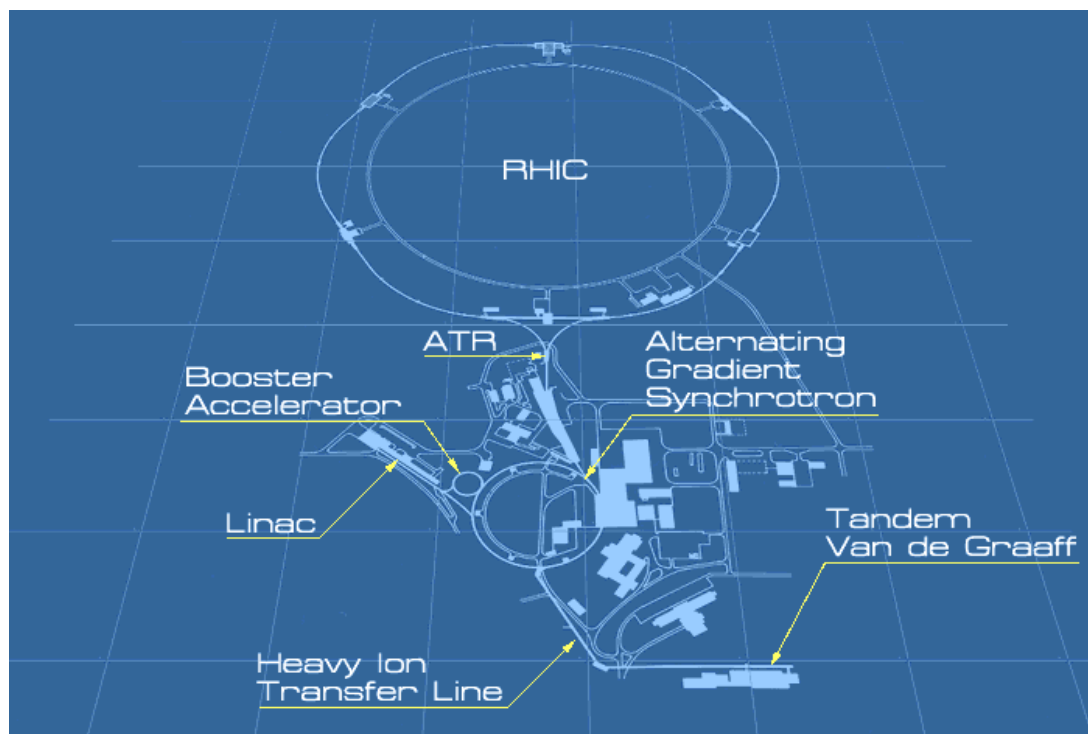 RHIC
ATR
Alternating
Gradient
Synchrotron
Booster
Accelerator
Linac
Tandem
Van de Graaff
Heavy Ion
Transfer Line